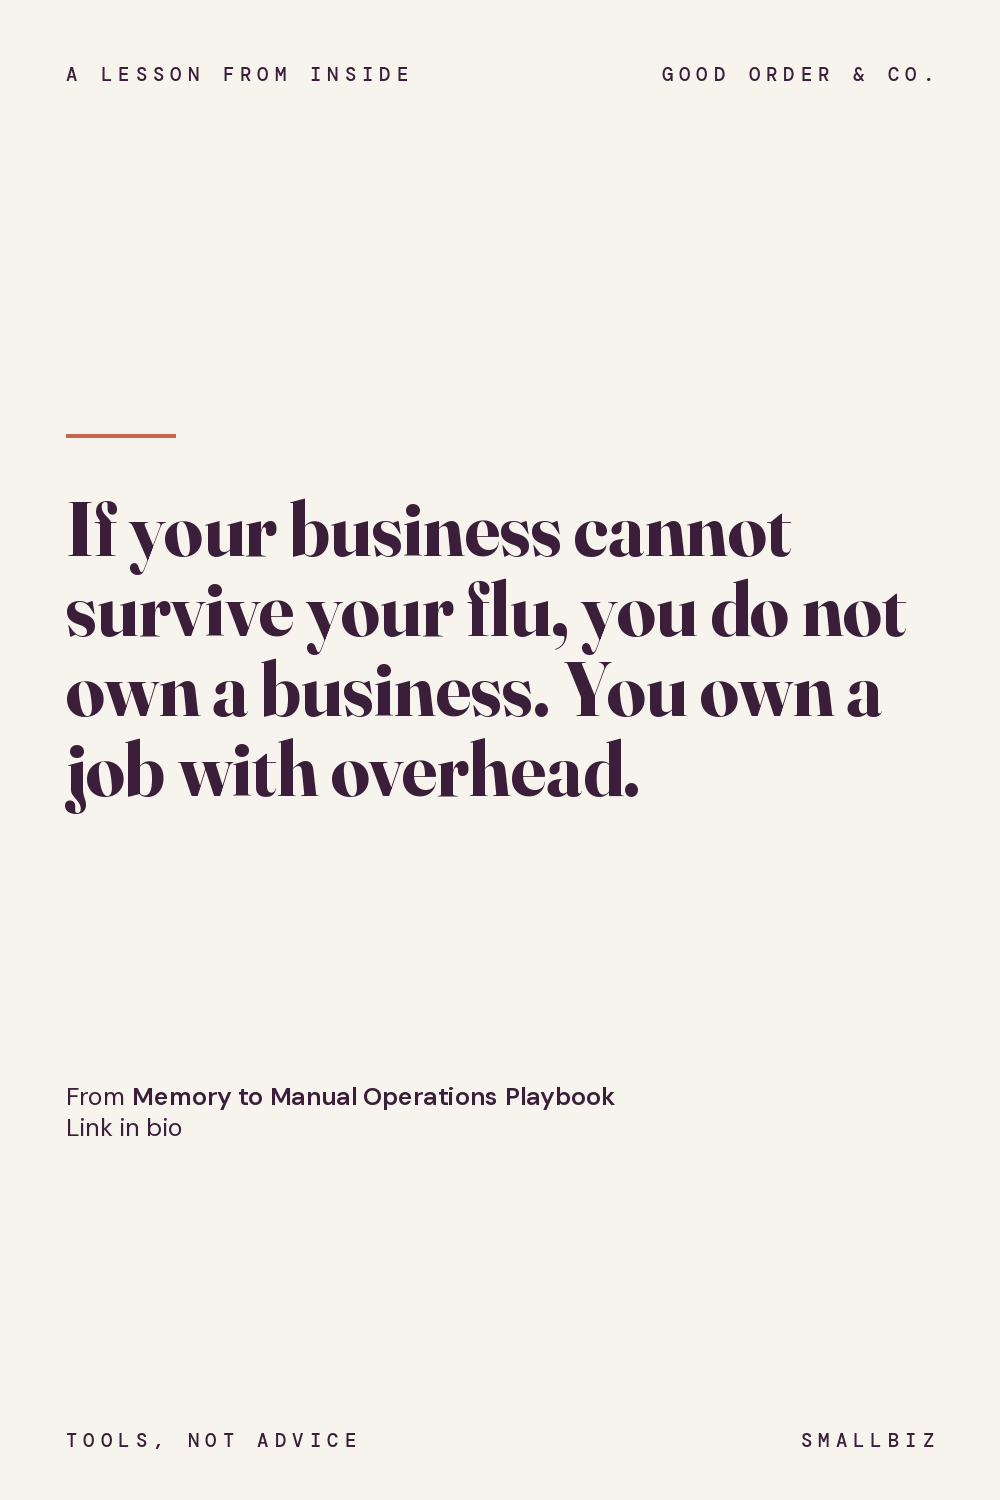 A LESSON FROM INSIDE
GOOD ORDER & CO.
If your business cannot
survive your flu, you do not
own a business. You own a
job with overhead.
From Memory to Manual Operations Playbook
Link in bio
TOOLS, NOT ADVICE
SMALLBIZ